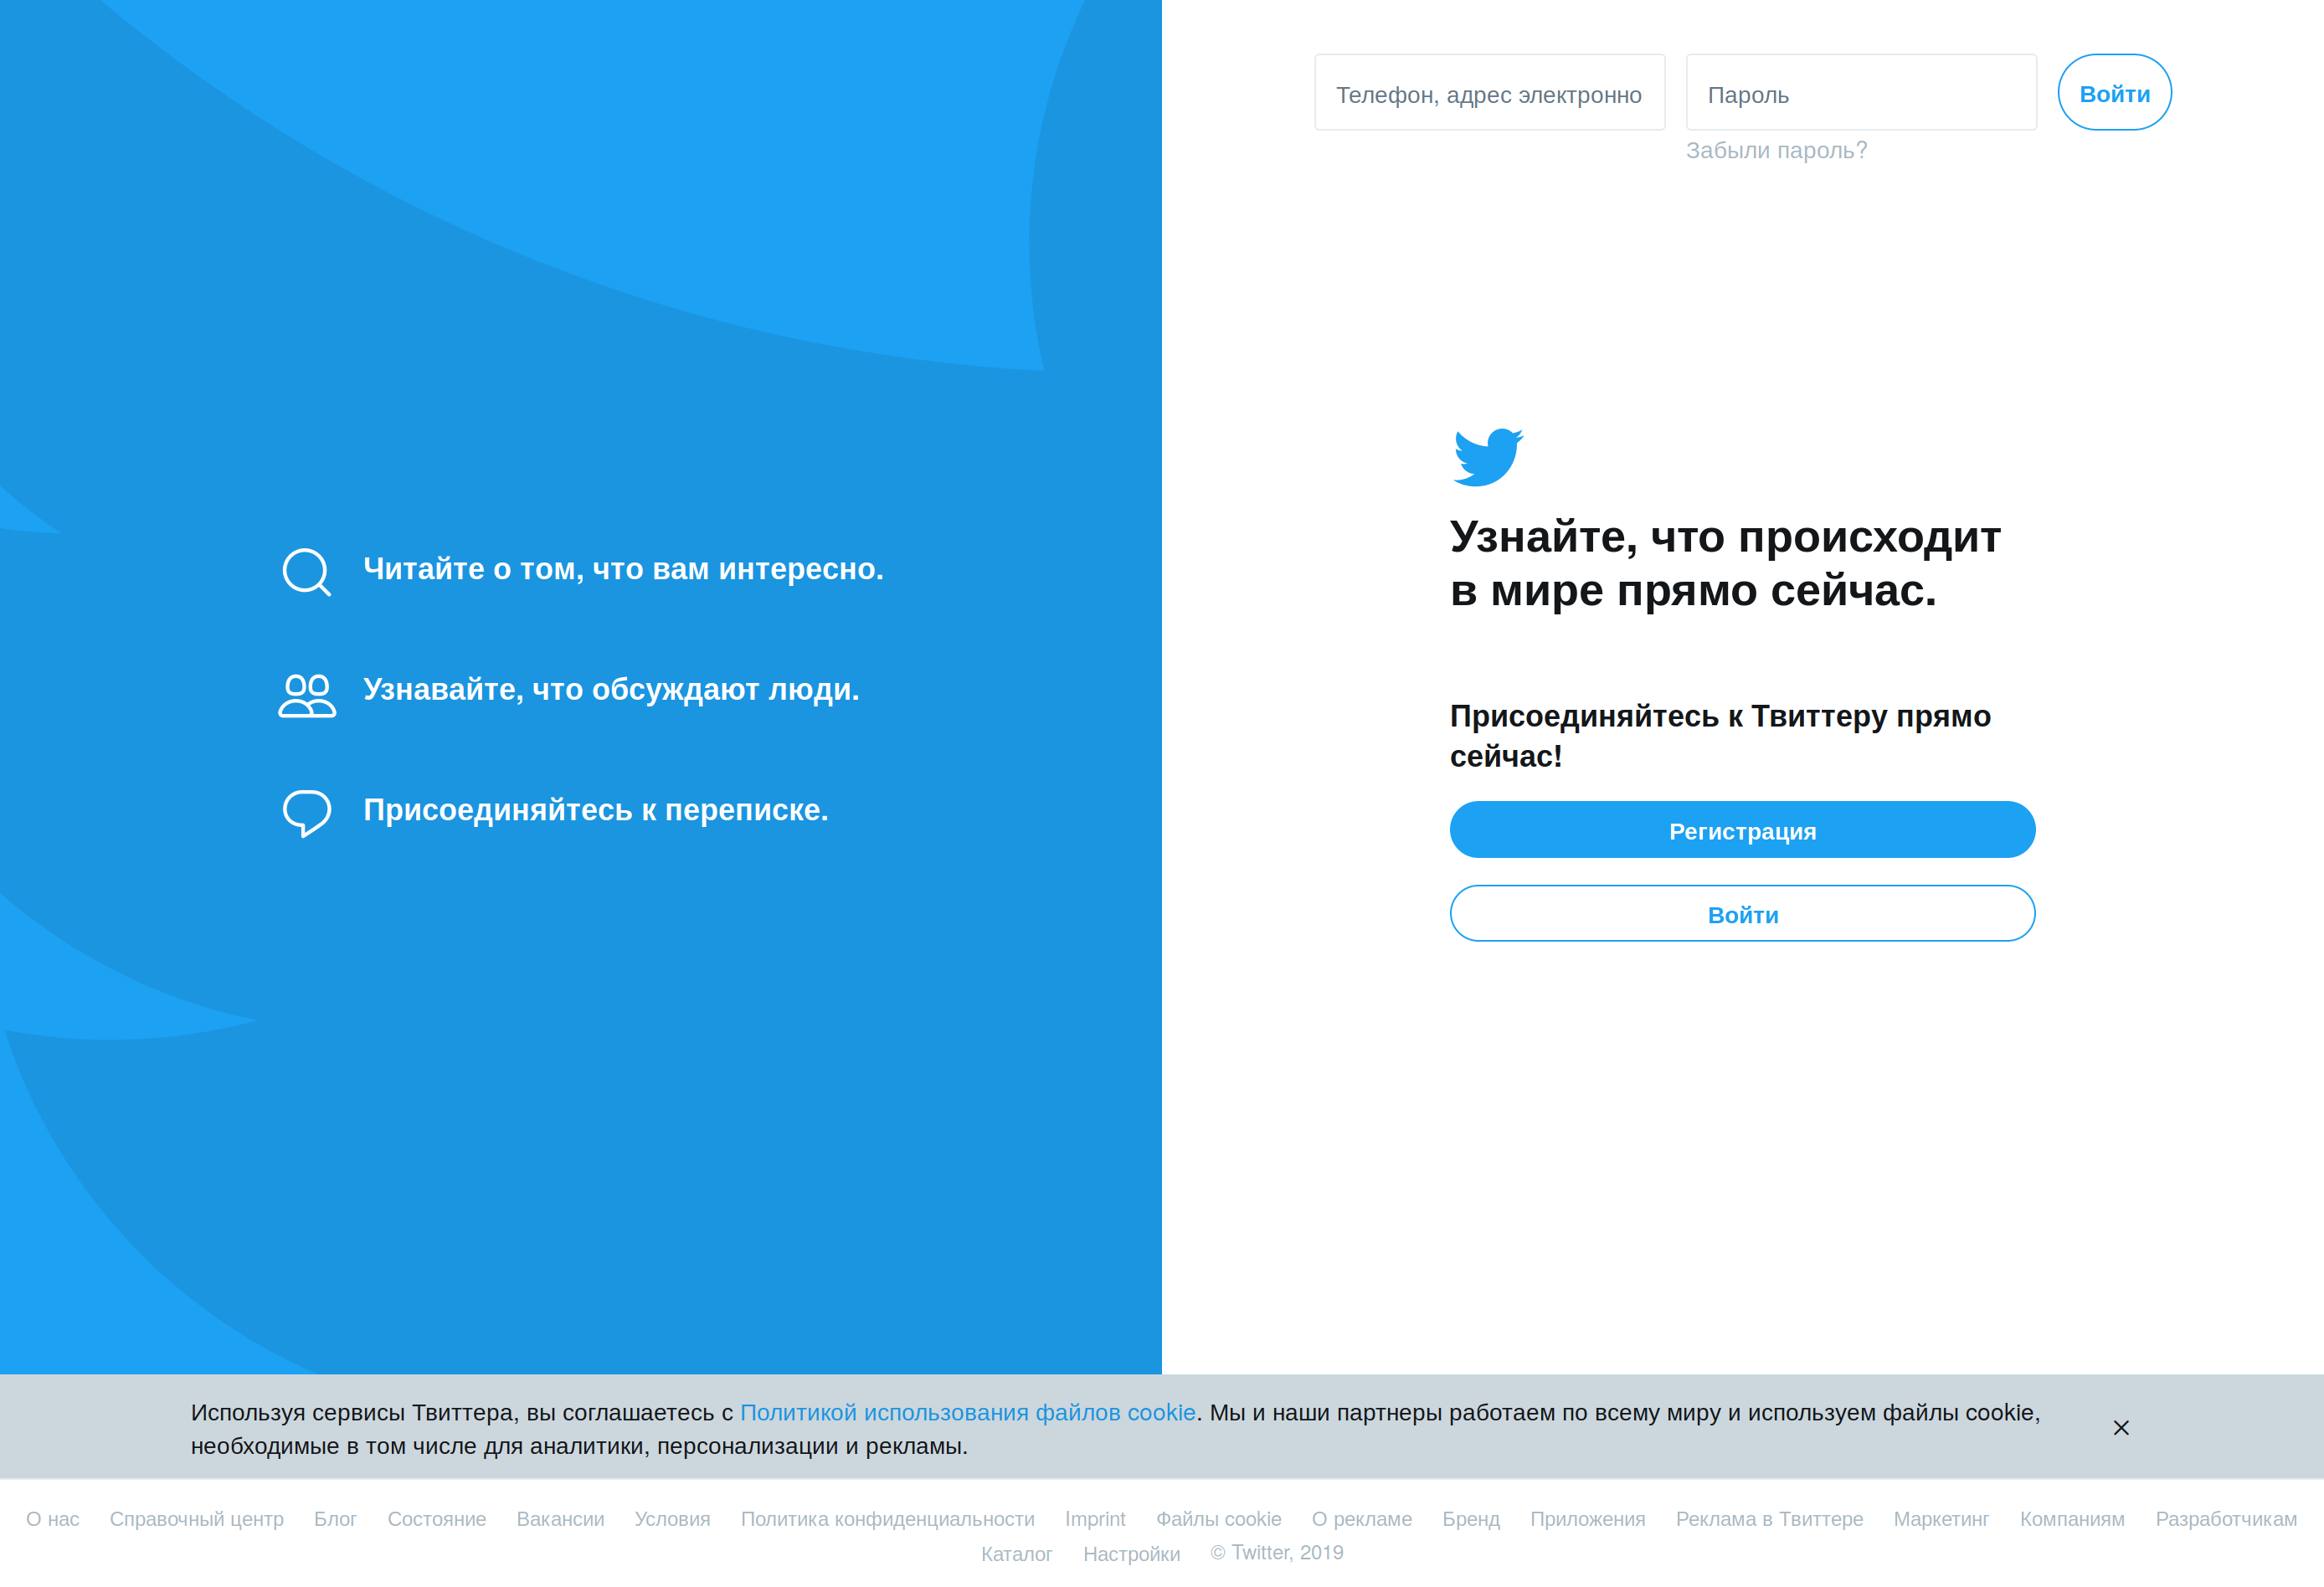 Телефон, адрес электронно
Пароль
Войти
Забыли пароль?
Читайте о том, что вам интересно.
Узнавайте, что обсуждают люди.
Присоединяйтесь к переписке.
Узнайте, что происходит
в мире прямо сейчас.
Присоединяйтесь к Твиттеру прямо
сейчас!
Регистрация
Войти
Используя сервисы Твиттера, вы соглашаетесь с Политикой использования файлов cookie. Мы и наши партнеры работаем по всему миру и используем файлы cookie,
необходимые в том числе для аналитики, персонализации и рекламы.
О нас Справочный центр Блог Состояние Вакансии Условия Политика конфиденциальности Imprint Файлы cookie О рекламе Бренд Приложения Реклама в Твиттере Маркетинг Компаниям Разработчикам
Каталог Настройки © Twitter, 2019